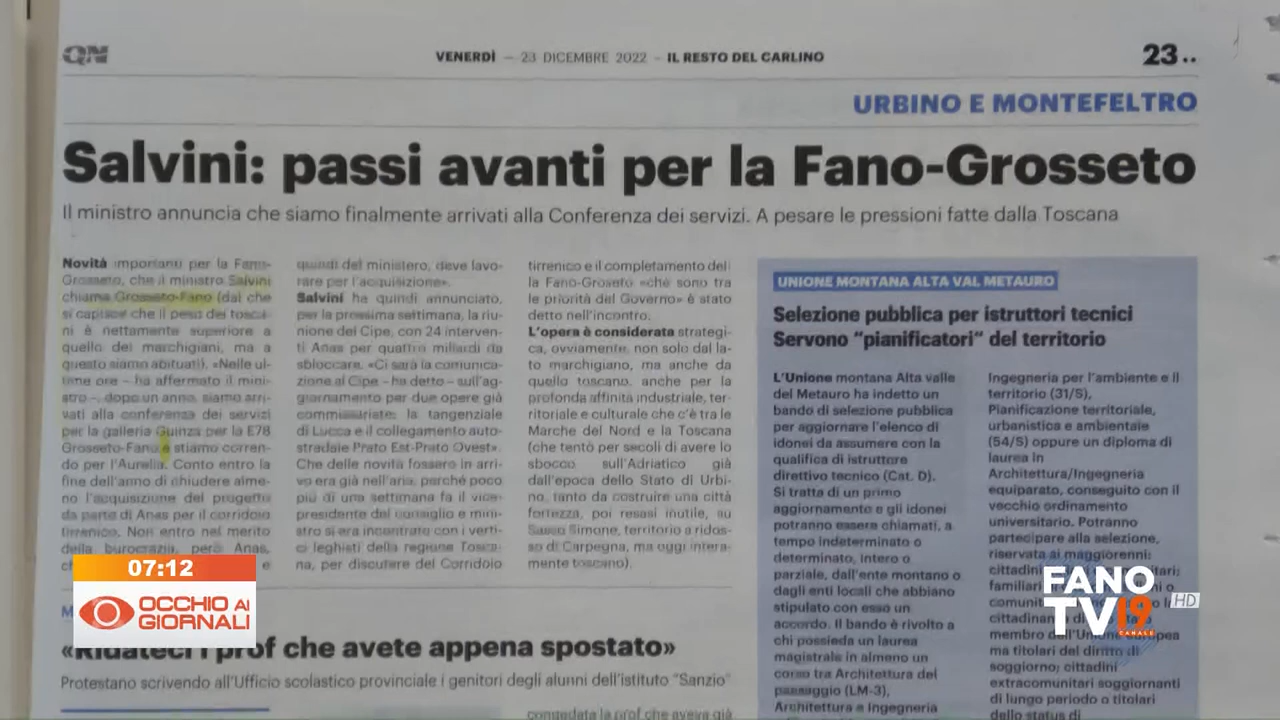 QN
VENERDÌ — 23 DICEMBRE 2022 – IL RESTO DEL CARLINO
23..
URBINO E MONTEFELTRO
Salvini: passi avanti per la Fano-Grosseto
Il ministro annuncia che siamo finalmente arrivati alla Conferenza dei servizi. A pesare le pressioni fatte dalla Toscana
Novità importanti per la Fano-
Grosseto, che il ministro Salvini
chiama Grosseto-Fano (dal che
si capisce che il peso dei tosca-
ni è nettamente superiore a
quello dei marchigiani, ma a
questo siamo abituati). «Nelle ul-
time ore – ha affermato il mini-
stro –, dopo un anno, siamo arri-
vati alla conferenza dei servizi
per la galleria Guinza per la E78
Grosseto-Fano e stiamo corren-
do per l'Aurelia. Conto entro la
fine dell'anno di chiudere alme-
no l'acquisizione del progetto
da parte di Anas per il corridoio
tirrenico. Non entro nel merito
della burocrazia, però Anas,
e
quindi del ministero, deve lavo-
rare per l'acquisizione».
Salvini ha quindi annunciato,
per la prossima settimana, la riu-
nione del Cipe, con 24 interven-
ti Anas per quattro miliardi da
sbloccare. «Ci sarà la comunica-
zione al Cipe – ha detto – sull'ag-
giornamento per due opere già
commissariate: la tangenziale
di Lucca e il collegamento auto-
stradale Prato Est-Prato Ovest».
Che delle novità fossero in arri-
vo era già nell'aria, perché poco
più di una settimana fa il vice-
presidente del consiglio e mini-
stro si era incontrato con i verti-
ci leghisti della regione Tosca-
na, per discutere del Corridoio
tirrenico e il completamento del
la Fano-Groseto «che sono tra
le priorità del Governo» è stato
detto nell'incontro.
L'opera è considerata strategi-
ca, ovviamente, non solo dal la-
to marchigiano, ma anche da
quello toscano, anche per la
profonda affinità industriale, ter-
ritoriale e culturale che c'è tra le
Marche del Nord e la Toscana
(che tentò per secoli di avere lo
sbocco sull'Adriatico già
dall'epoca dello Stato di Urbi-
no, tanto da costruire una città
fortezza, poi resasi inutile, su
Sasso Simone, territorio a ridos-
so di Carpegna, ma oggi intera-
mente toscano).
UNIONE MONTANA ALTA VAL METAURO
Selezione pubblica per istruttori tecnici
Servono "pianificatori" del territorio
L'Unione montana Alta valle
del Metauro ha indetto un
bando di selezione pubblica
per aggiornare l'elenco di
idonei da assumere con la
qualifica di istruttore
direttivo tecnico (Cat. D).
Si tratta di un primo
aggiornamento e gli idonei
potranno essere chiamati, a
tempo indeterminato o
determinato, intero o
parziale, dall'ente montano o
dagli enti locali che abbiano
stipulato con esso un
accordo. Il bando è rivolto a
chi possieda un laurea
magistrale in almeno un
corso tra Architettura del
paesaggio (LM-3),
Architettura e Ingegneria
Ingegneria per l'ambiente e il
territorio (31/S),
Pianificazione territoriale,
urbanistica e ambientale
(54/S) oppure un diploma di
laurea in
Architettura/Ingegneria
equiparato, conseguito con il
vecchio ordinamento
universitario. Potranno
partecipare alla selezione,
riservata ai maggiorenni:
cittadini
familiari
comunit
cittadinan
membro dell'Unione europea
ma titolari del diritto di
soggiorno; cittadini
extracomunitari soggiornanti
di lungo periodo o titolari
dello status di
«Ridateci i prof che avete appena spostato»
Protestano scrivendo all'Ufficio scolastico provinciale i genitori degli alunni dell'istituto "Sanzio"
congedata la prof che aveva già
07:12
OCCHIO AI
GIORNALI
FANO
TV 19 HD
CANALE